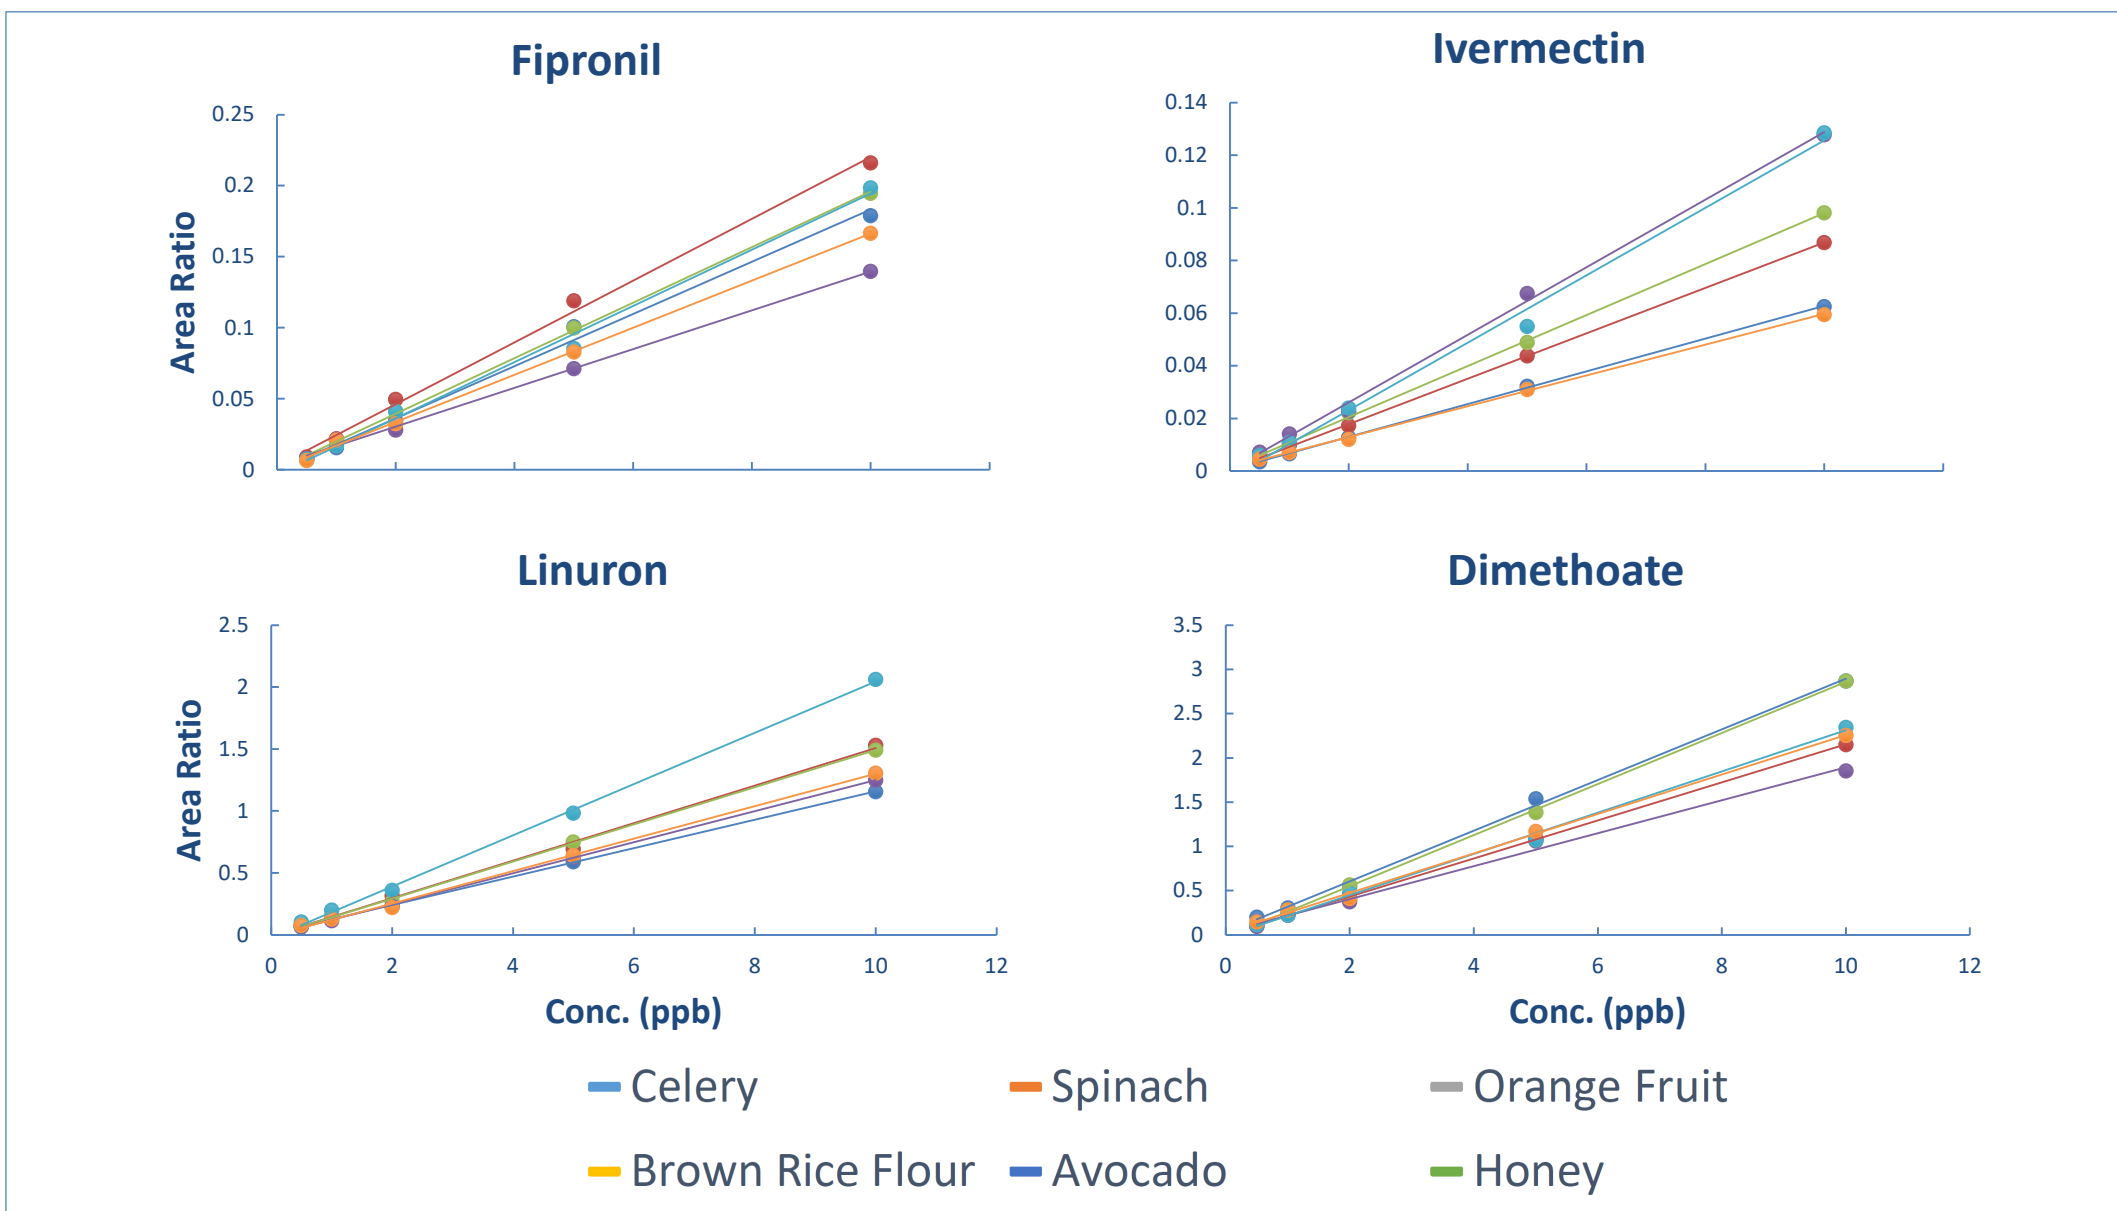 Fipronil
Ivermectin
0.25
0.2
0.15
0.1
0.05
0
Area Ratio
0.14
0.12
0.1
0.08
0.06
0.04
0.02
0
Linuron
Dimethoate
2.5
2
1.5
1
0.5
0
Area Ratio
0 2 4 6 8 10 12
Conc. (ppb)
3.5
3
2.5
2
1.5
1
0.5
0
0 2 4 6 8 10 12
Conc. (ppb)
Celery Spinach Orange Fruit
Brown Rice Flour Avocado Honey